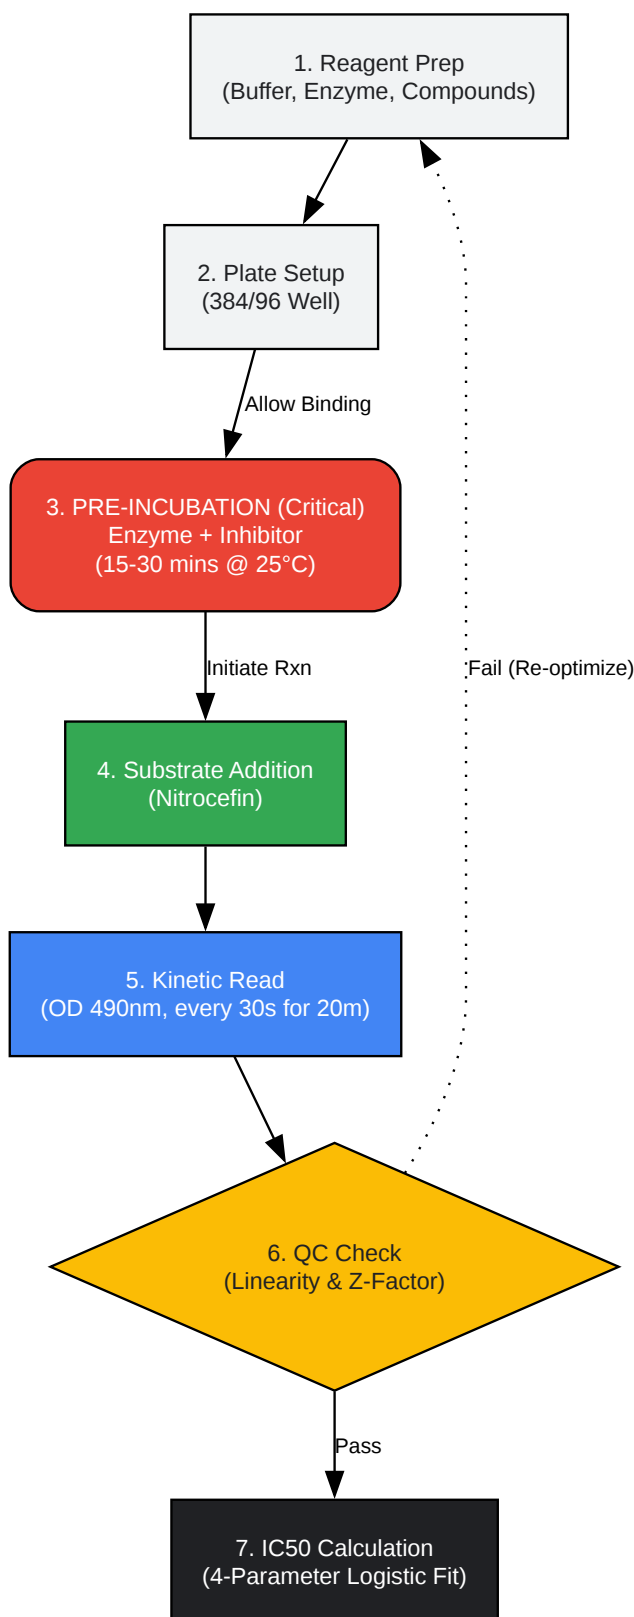 1. Reagent Prep
(Buffer, Enzyme, Compounds)
2. Plate Setup
(384/96 Well)
Allow Binding
3. PRE-INCUBATION (Critical)
Enzyme + Inhibitor
(15-30 mins @ 25°C)
Initiate Rxn
Fail (Re-optimize)
4. Substrate Addition
(Nitrocefin)
5. Kinetic Read
(OD 490nm, every 30s for 20m)
6. QC Check
(Linearity & Z-Factor)
Pass
7. IC50 Calculation
(4-Parameter Logistic Fit)